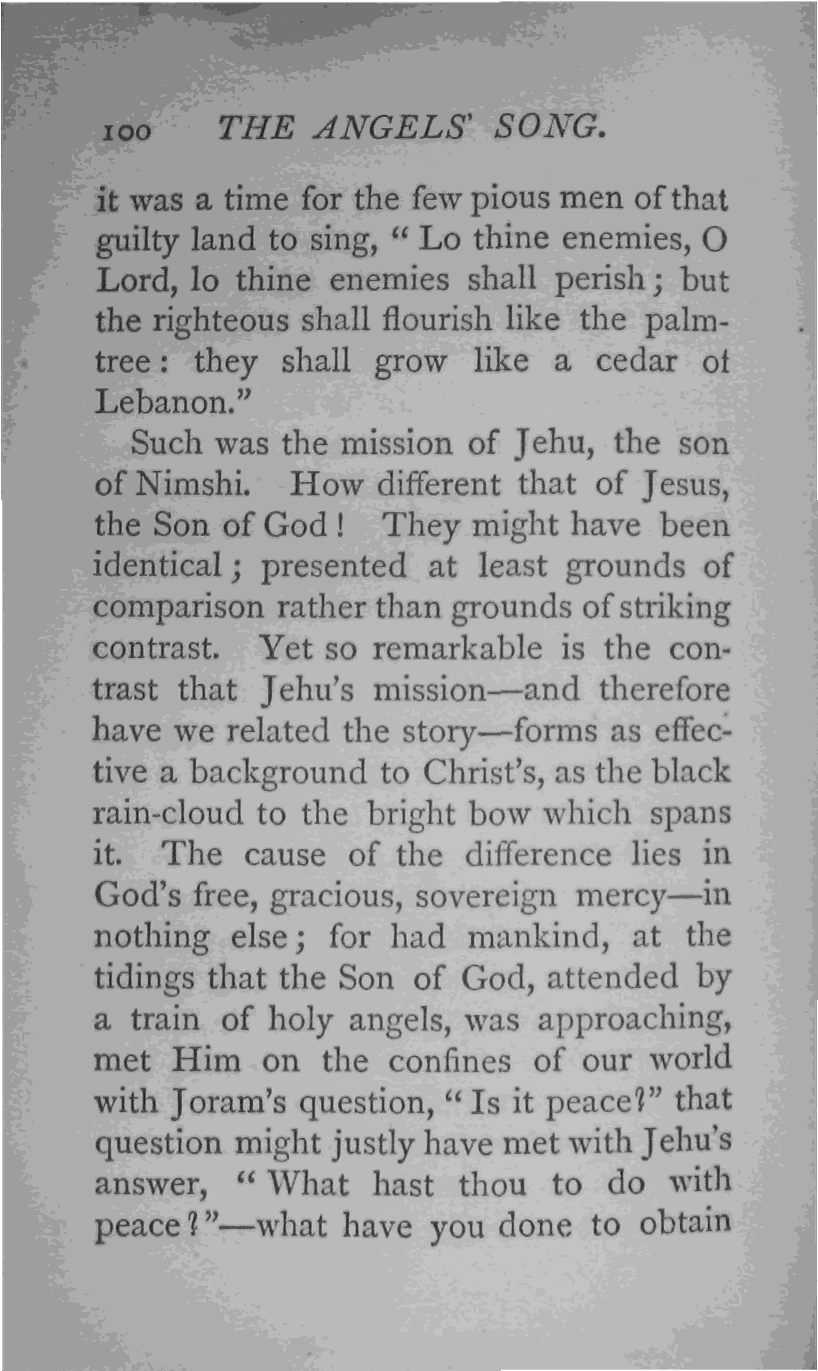 100 THE ANGELS' SONG.
it was a time for the few pious men of that
guilty land to sing, “ Lo thine enemies, O
Lord, lo thine enemies shall perish; but
the righteous shall flourish like the palm-
tree: they shall grow like a cedar of
Lebanon.”
Such was the mission of Jehu, the son
of Nimshi. How different that of Jesus,
the Son of God! They might have been
identical; presented at least grounds of
comparison rather than grounds of striking
contrast. Yet so remarkable is the con-
trast that Jehu's mission—and therefore
have we related the story—forms as effec-
tive a background to Christ's, as the black
rain-cloud to the bright bow which spans
it. The cause of the difference lies in
God's free, gracious, sovereign mercy—in
nothing else; for had mankind, at the
tidings that the Son of God, attended by
a train of holy angels, was approaching,
met Him on the confines of our world
with Joram's question, “ Is it peace?” that
question might justly have met with Jehu's
answer, “ What hast thou to do with
peace?”—what have you done to obtain